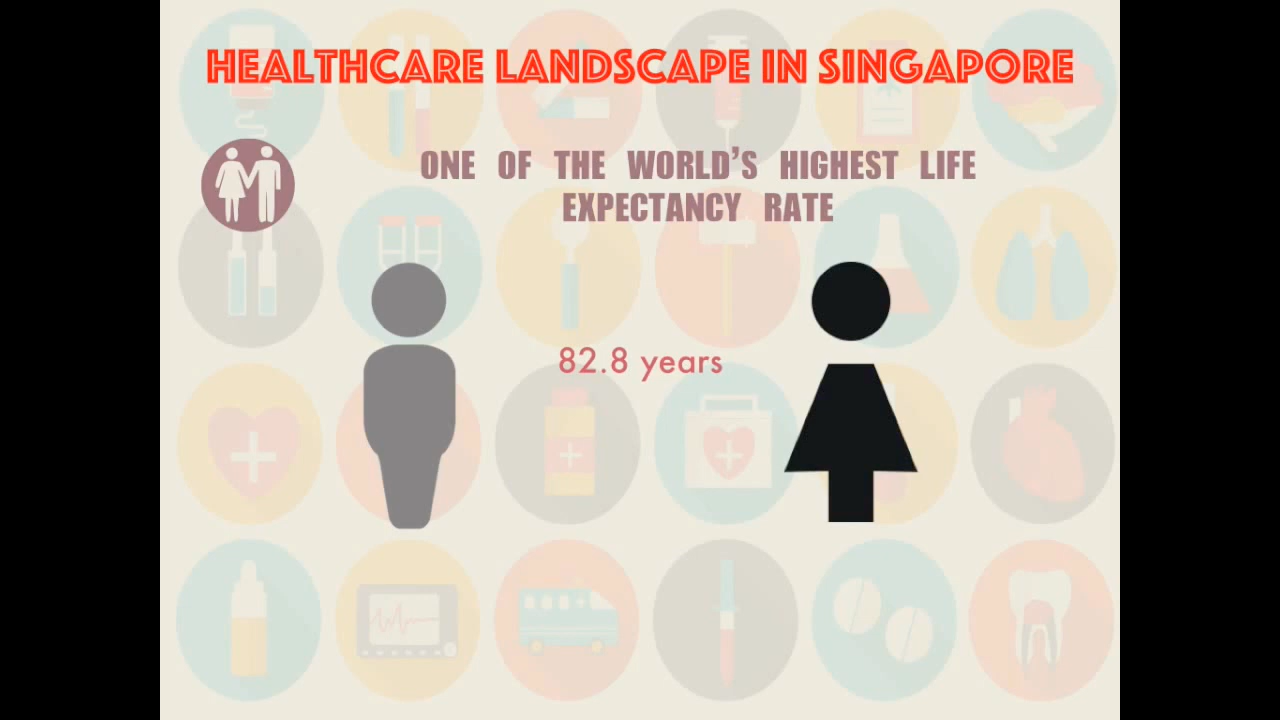 HEALTHCARE LANDSCAPE IN SINGAPORE
ONE OF THE WORLD'S HIGHEST LIFE
EXPECTANCY RATE
82.8 years